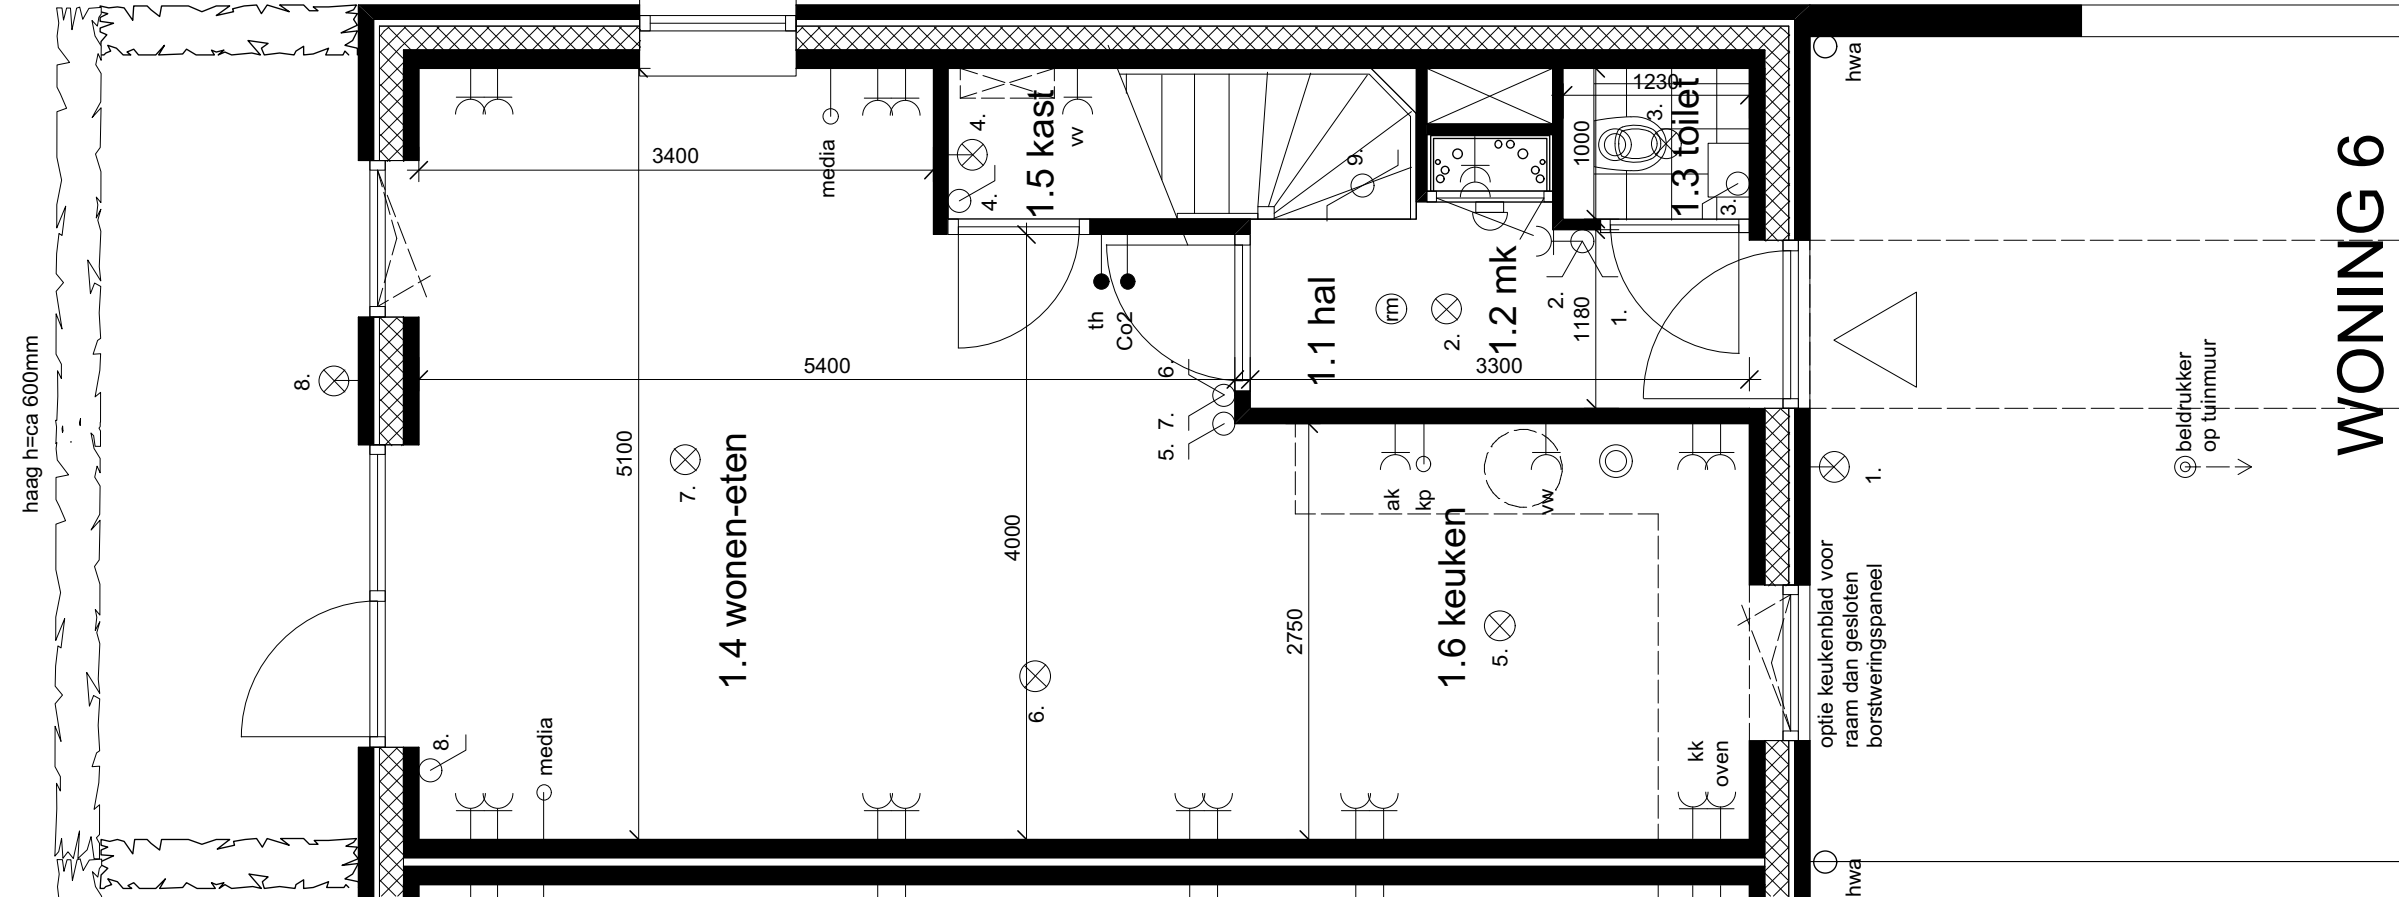 haag h=ca 600mm
8.
3400
media
4.
4.
1.5 kast
vv
9.
1000
1230
3.
1.3 toilet
3.
hwa
th
Co2
1.1 hal
rm
2.
1.2 mk
2.
1180
1.
5400
3300
6.
5. 7.
5100
7.
1.4 wonen-eten
4000
6.
2750
ak
kp
vw
1.6 keuken
5.
1.
8.
media
kk
oven
optie keukenblad voor
raam dan gesloten
borstweringspaneel
beldrukker
op tuinmuur
WONING 6
hwa